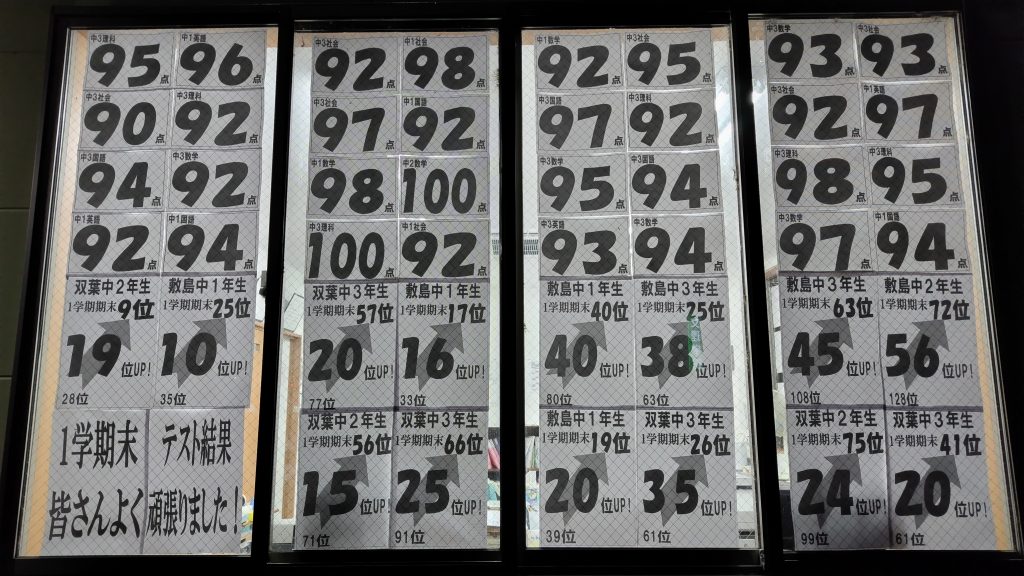 中3理科
95点
中1英語
96点
中3社会
90点
中3理科
92点
中3国語
94点
中3数学
92点
中1英語
92点
中1国語
94点
双葉中2年生
1学期期末9位
19位UP!
28位
敷島中1年生
1学期期末25位
10位UP!
35位
1学期末
テスト結果
皆さんよく
頑張りました!
中3社会
92点
中1社会
98点
中3社会
97点
中1国語
92点
中1数学
98点
中2数学
100点
中3理科
100点
中1社会
92点
双葉中3年生
1学期期末57位
20位UP!
77位
敷島中1年生
1学期期末17位
16位UP!
33位
双葉中2年生
1学期期末56位
15位UP!
71位
双葉中3年生
1学期期末66位
25位UP!
91位
中1数学
92点
中3社会
95点
中3国語
97点
中3理科
92点
中3数学
95点
中3国語
94点
中3英語
93点
中3数学
94点
敷島中1年生
1学期期末40位
40位UP!
80位
敷島中3年生
1学期期末25位
38位UP!
63位
敷島中1年生
1学期期末19位
20位UP!
39位
双葉中3年生
1学期期末26位
35位UP!
61位
中3数学
93点
中3社会
93点
中3社会
92点
中1英語
97点
中3理科
98点
中3理科
95点
中3数学
97点
中1国語
94点
敷島中3年生
1学期期末63位
45位UP!
108位
敷島中2年生
1学期期末72位
56位UP!
128位
双葉中2年生
1学期期末75位
24位UP!
99位
双葉中3年生
1学期期末41位
20位UP!
61位